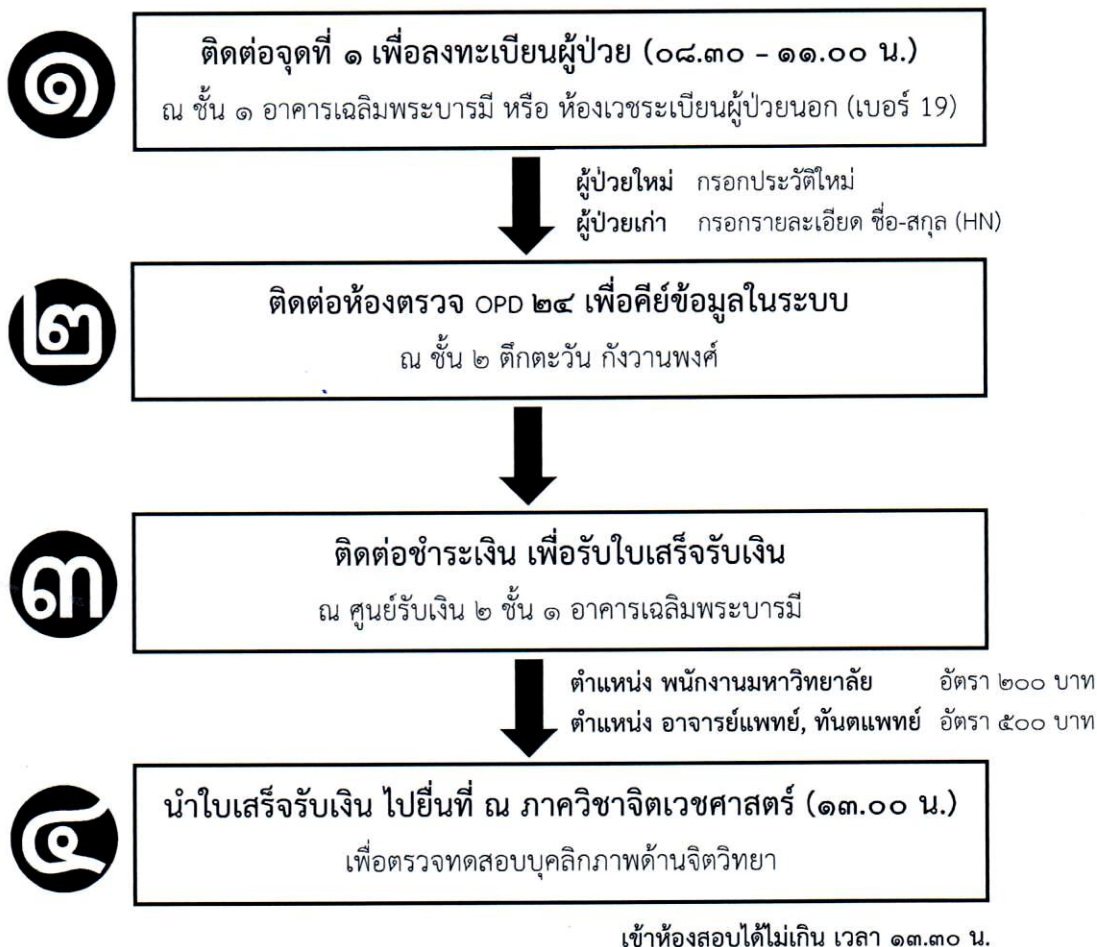 ๑
ติดต่อจุดที่ ๑ เพื่อลงทะเบียนผู้ป่วย (๐๘.๓๐ - ๑๑.๐๐ น.)
ณ ชั้น ๑ อาคารเฉลิมพระบารมี หรือ ห้องเวชระเบียนผู้ป่วยนอก (เบอร์ 19)
ผู้ป่วยใหม่ กรอกประวัติใหม่
ผู้ป่วยเก่า กรอกรายละเอียด ชื่อ-สกุล (HN)
๒
ติดต่อห้องตรวจ OPD ๒๔ เพื่อคีย์ข้อมูลในระบบ
ณ ชั้น ๒ ตึกตะวัน กังวานพงศ์
๓
ติดต่อชำระเงิน เพื่อรับใบเสร็จรับเงิน
ณ ศูนย์รับเงิน ๒ ชั้น ๑ อาคารเฉลิมพระบารมี
ตำแหน่ง พนักงานมหาวิทยาลัย อัตรา ๒๐๐ บาท
ตำแหน่ง อาจารย์แพทย์, ทันตแพทย์ อัตรา ๕๐๐ บาท
๔
นำใบเสร็จรับเงิน ไปยื่นที่ ณ ภาควิชาจิตเวชศาสตร์ (๑๓.๐๐ น.)
เพื่อตรวจทดสอบบุคลิกภาพด้านจิตวิทยา
เข้าห้องสอบได้ไม่เกิน เวลา ๑๓.๓๐ น.